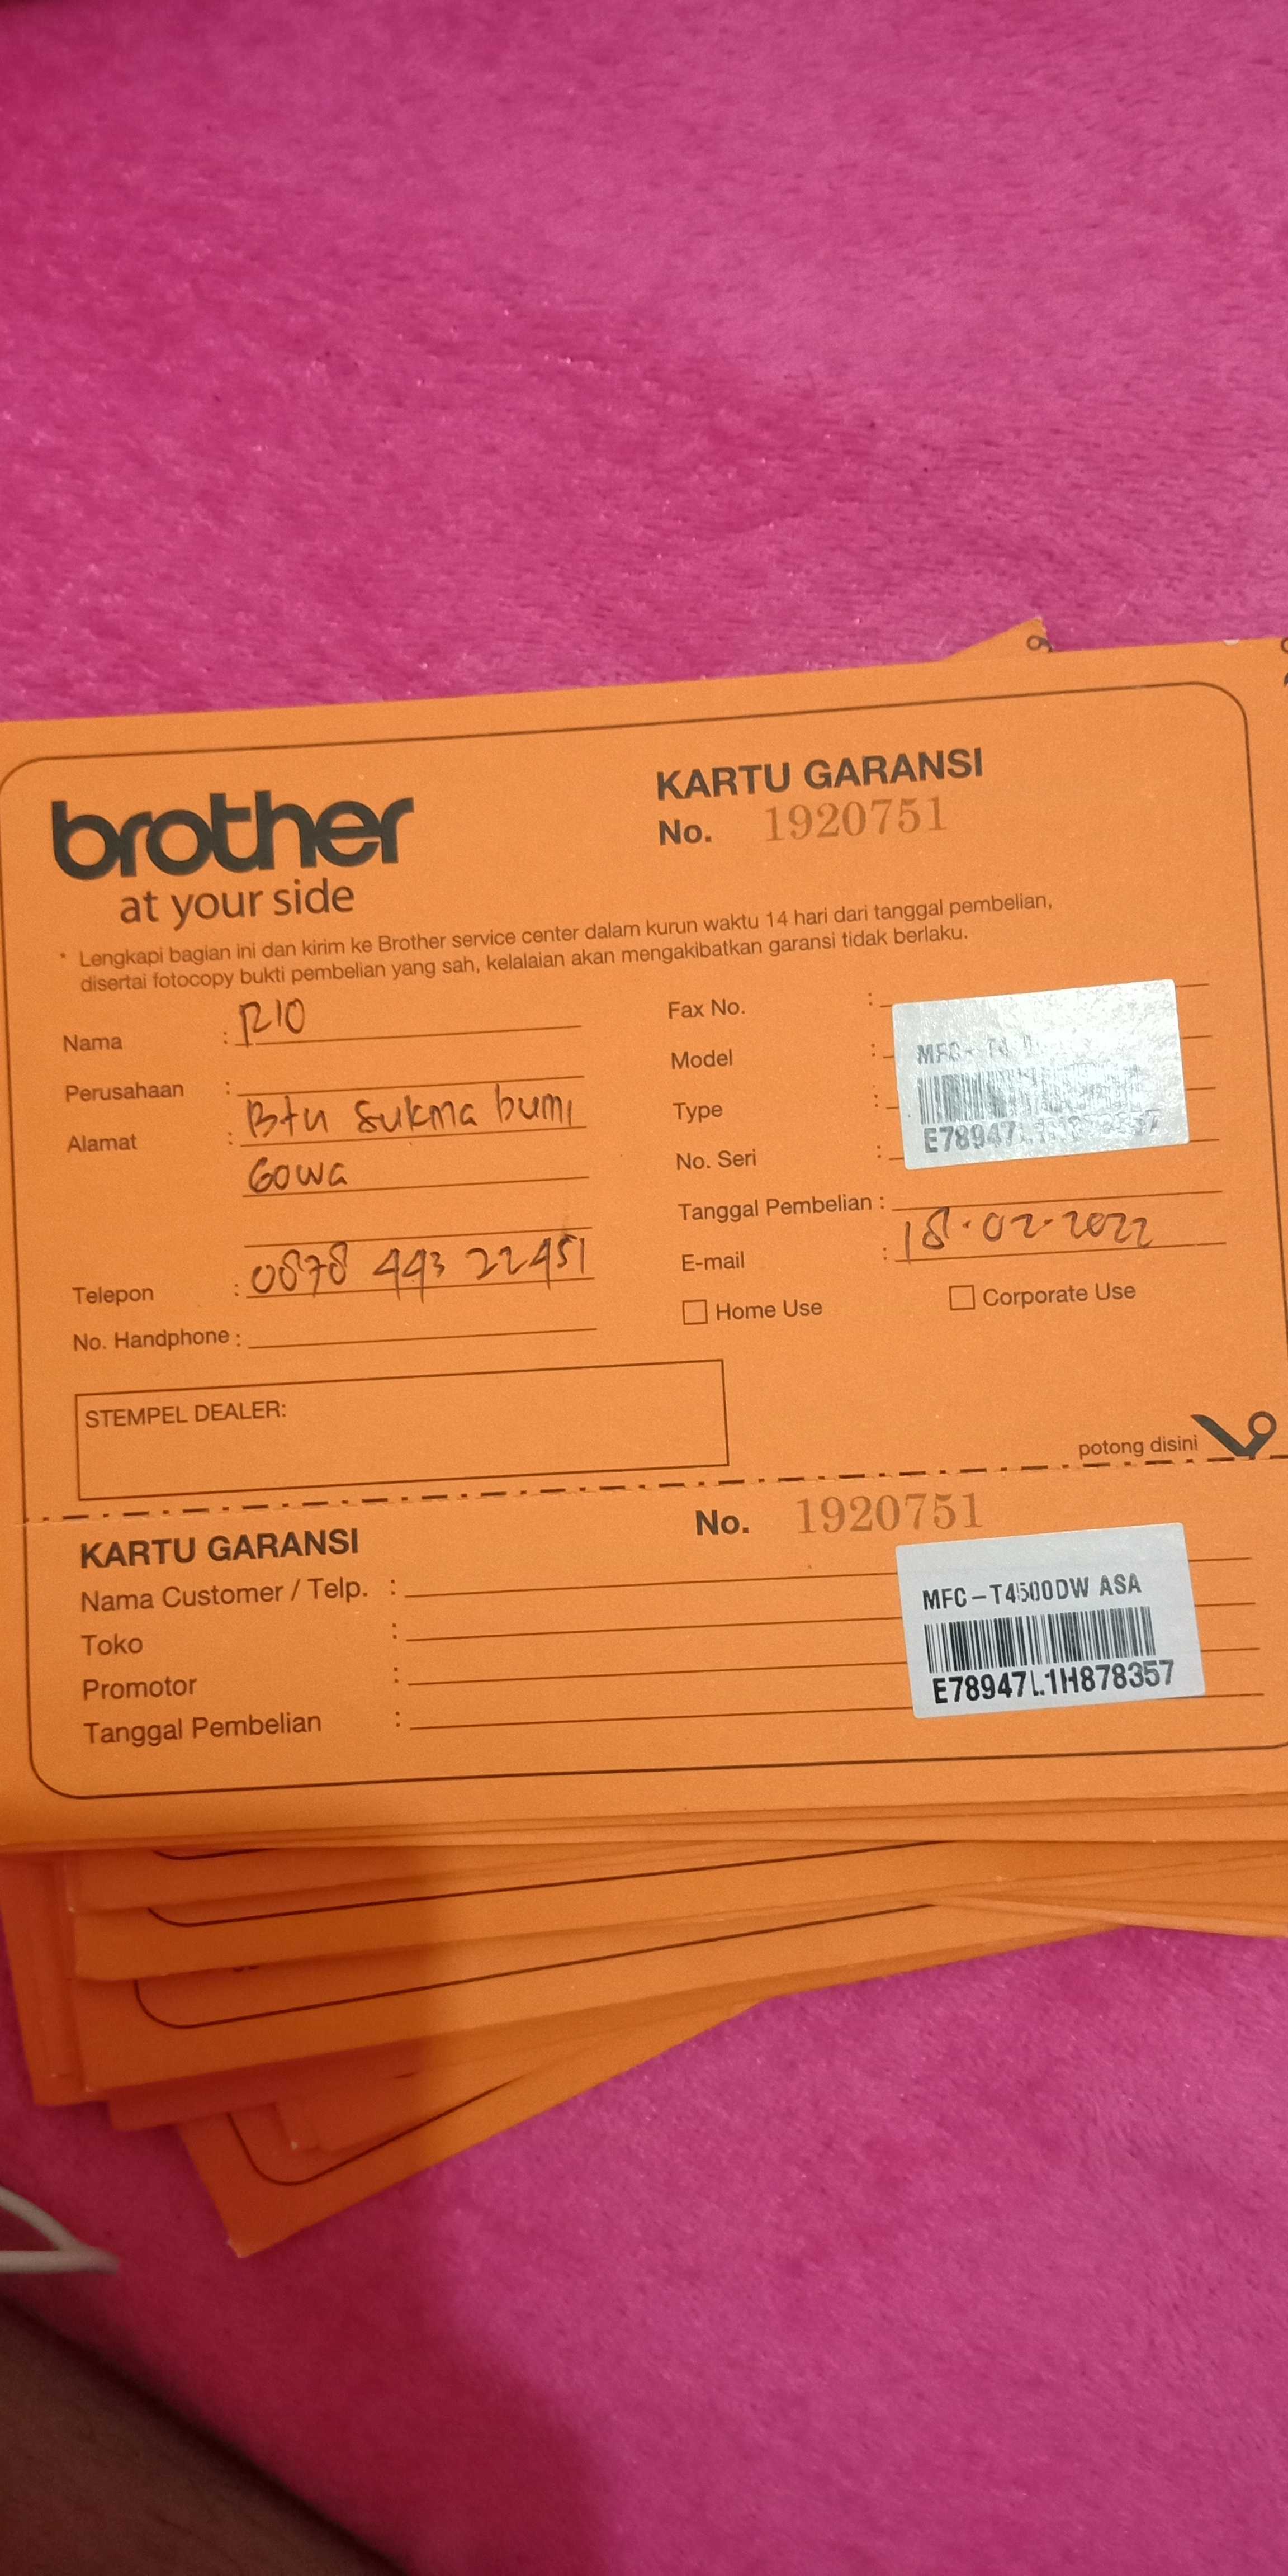 brother
at your side
KARTU GARANSI
No. 1920751
* Lengkapi bagian ini dan kirim ke Brother service center dalam kurun waktu 14 hari dari tanggal pembelian,
disertai fotocopy bukti pembelian yang sah, kelalaian akan mengakibatkan garansi tidak berlaku.
Nama : RIO
Perusahaan :
Alamat : Btn Sukma bumi
Gowa
Telepon : 0878 443 22451
No. Handphone :
Fax No. :
Model : MFC-T4
Type :
No. Seri : E78947
Tanggal Pembelian :
E-mail : 18.02.2022
Home Use
Corporate Use
STEMPEL DEALER:
potong disini
KARTU GARANSI
No. 1920751
Nama Customer / Telp. :
Toko :
Promotor :
Tanggal Pembelian :
MFC-T4500DW ASA
E78947L1H878357